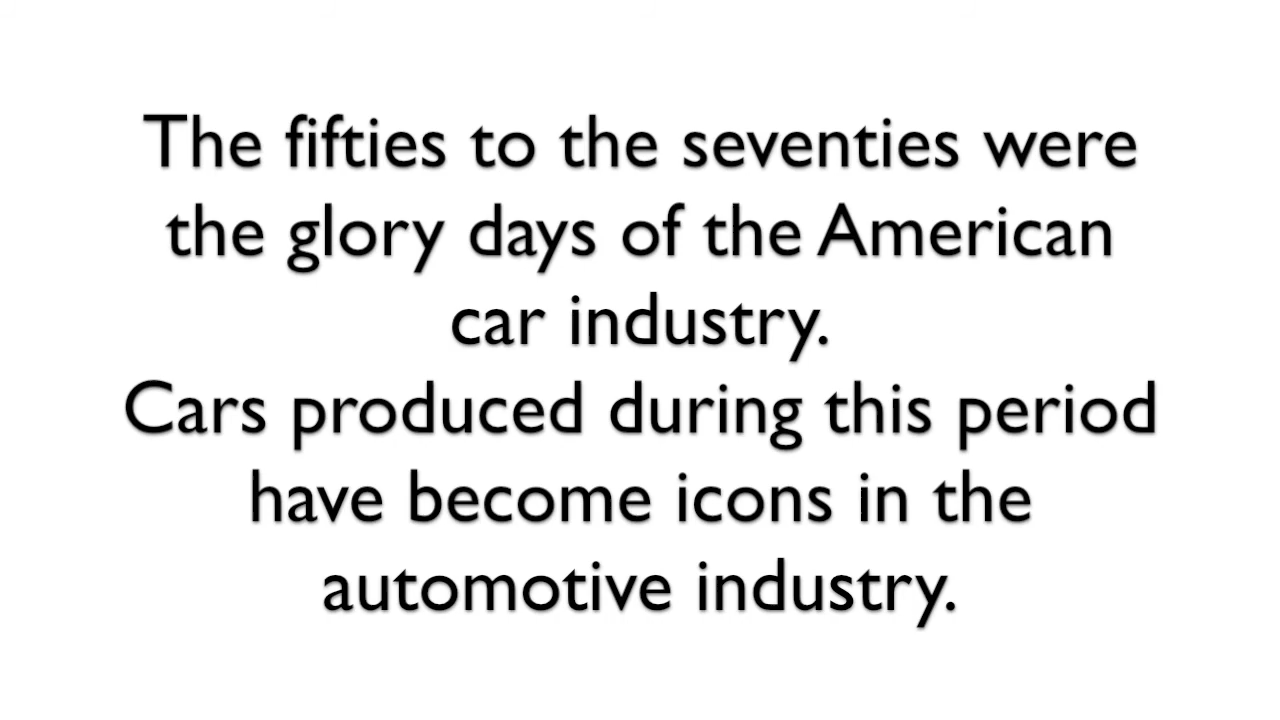 The fifties to the seventies were
the glory days of the American
car industry.
Cars produced during this period
have become icons in the
automotive industry.